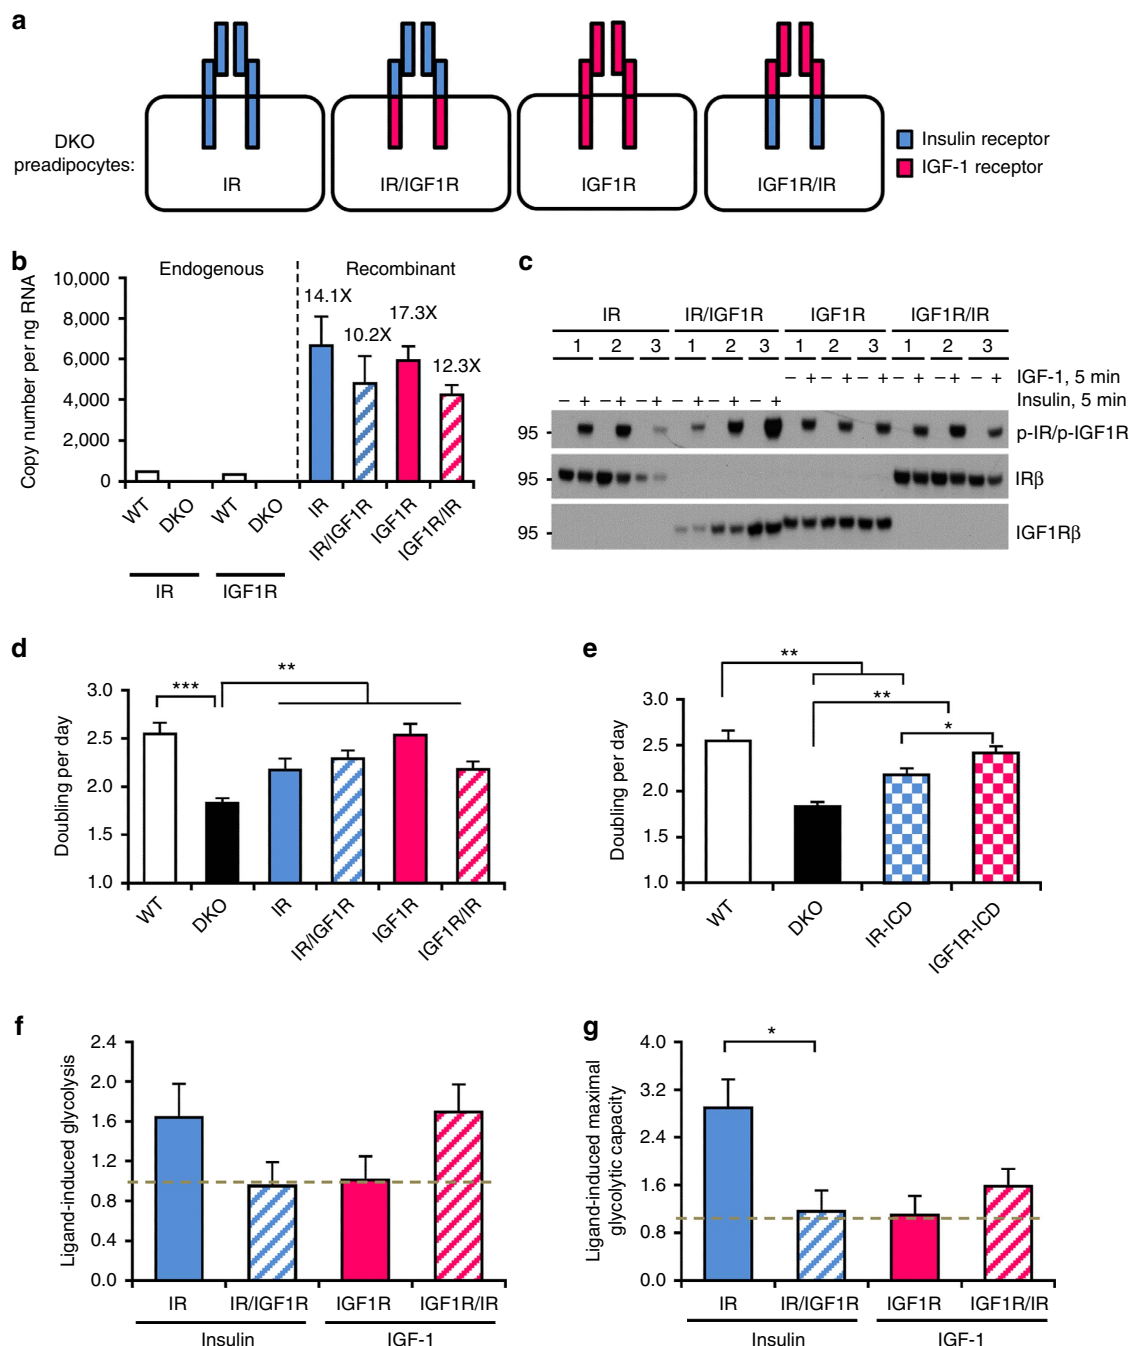 a
DKO
preadipocytes:
IR
IR/IGF1R
IGF1R
IGF1R/IR
Insulin receptor
IGF-1 receptor
b
Endogenous
Recombinant
Copy number per ng RNA
10,000
8,000
6,000
4,000
2,000
0
14.1X
10.2X
17.3X
12.3X
WT
DKO
WT
DKO
IR
IR/IGF1R
IGF1R
IGF1R/IR
IR
IGF1R
c
IR IR/IGF1R IGF1R IGF1R/IR
1 2 3 1 2 3 1 2 3 1 2 3
− + − + − + − + − + − + IGF-1, 5 min
− + − + − + − + − + − + Insulin, 5 min
95 p-IR/p-IGF1R
95 IRβ
95 IGF1Rβ
d
Doubling per day
3.0
2.5
2.0
1.5
1.0
***
**
WT
DKO
IR
IR/IGF1R
IGF1R
IGF1R/IR
e
Doubling per day
3.0
2.5
2.0
1.5
1.0
**
**
*
WT
DKO
IR-ICD
IGF1R-ICD
f
Ligand-induced glycolysis
2.4
2.0
1.6
1.2
0.8
0.4
0.0
IR IR/IGF1R IGF1R IGF1R/IR
Insulin IGF-1
g
Ligand-induced maximal
glycolytic capacity
4.0
3.2
2.4
1.6
0.8
0.0
*
IR IR/IGF1R IGF1R IGF1R/IR
Insulin IGF-1